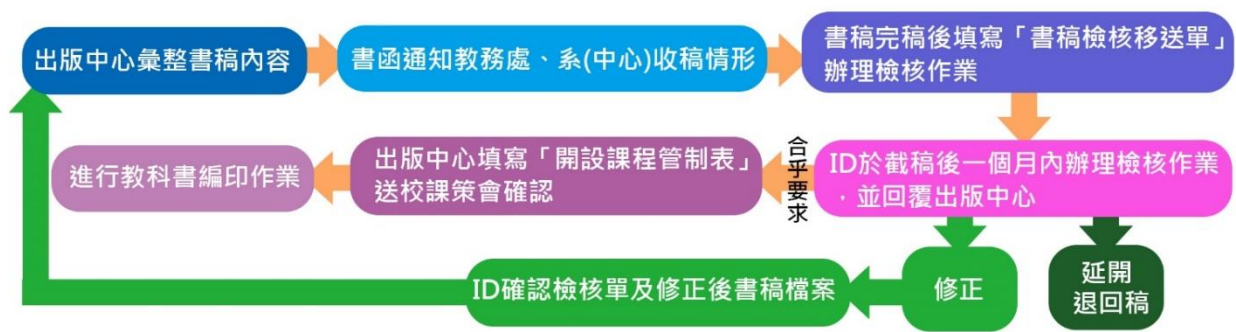 出版中心彙整書稿內容
書函通知教務處、系(中心)收稿情形
書稿完稿後填寫「書稿檢核移送單」
辦理檢核作業
ID於截稿後一個月內辦理檢核作業
，並回覆出版中心
合乎要求
出版中心填寫「開設課程管制表」
送校課策會確認
進行教科書編印作業
延開
退回稿
修正
ID確認檢核單及修正後書稿檔案